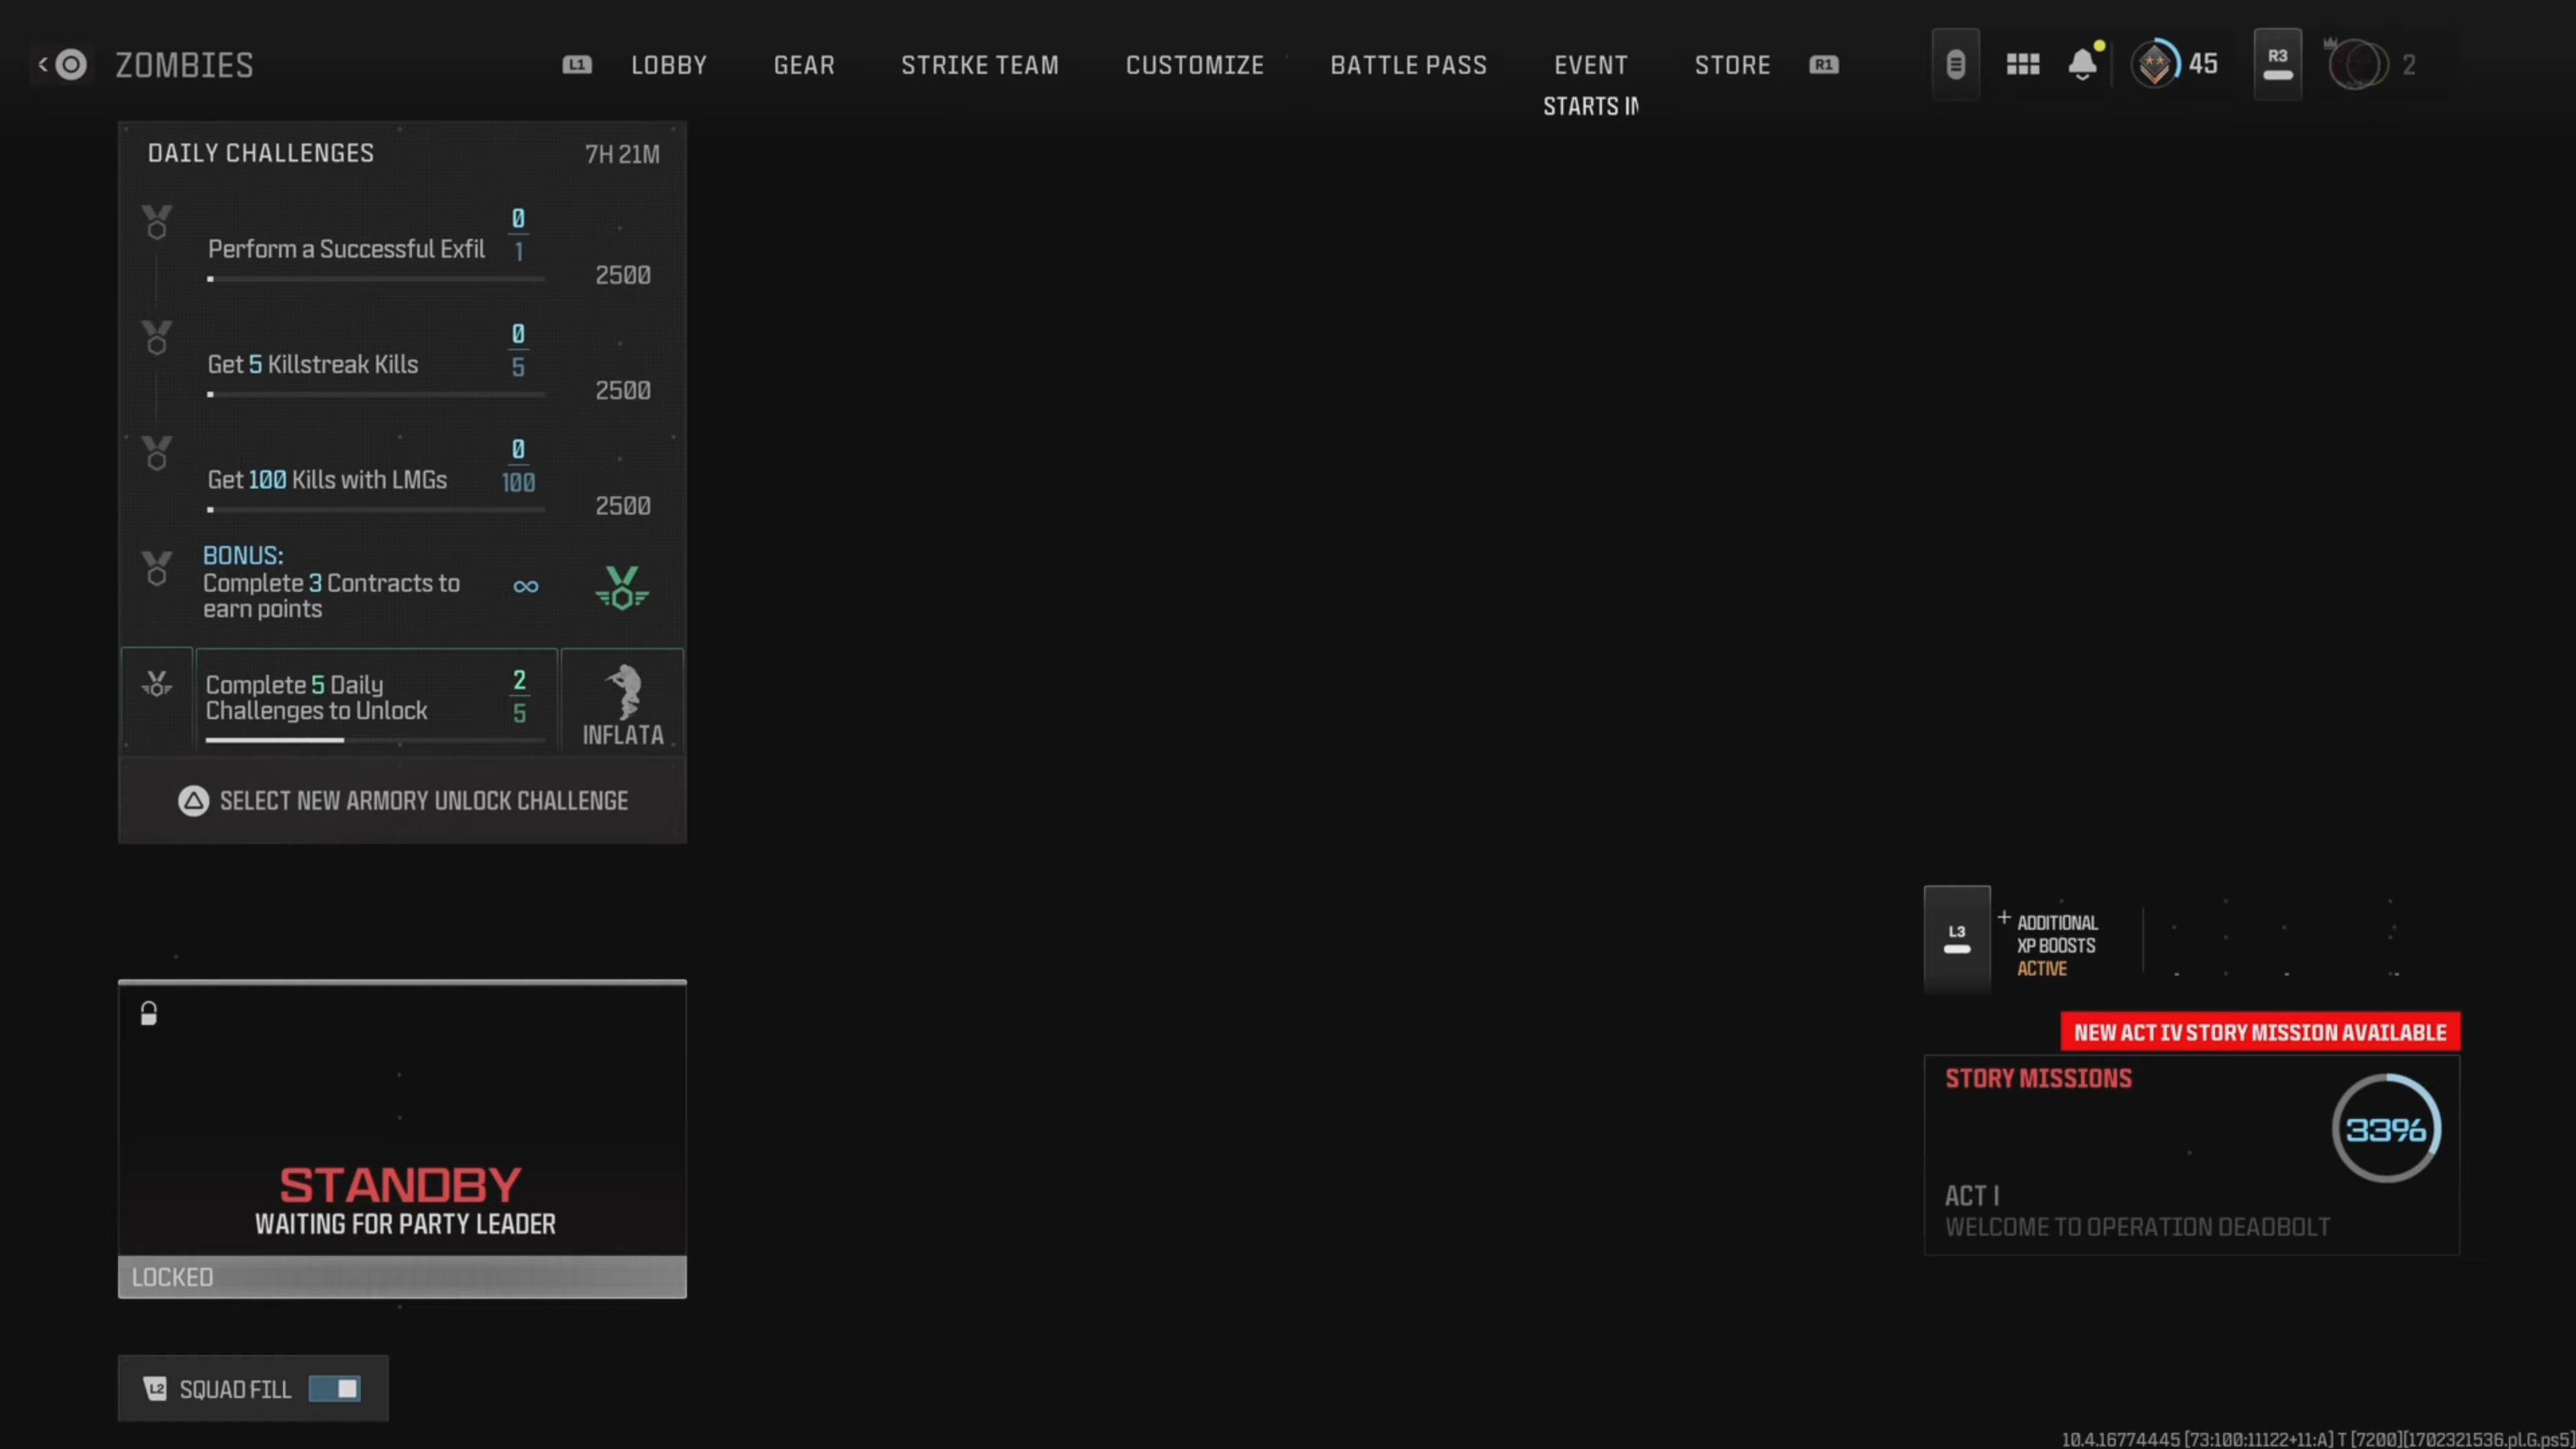 ZOMBIES
L1
LOBBY
GEAR
STRIKE TEAM
CUSTOMIZE
BATTLE PASS
EVENT
STORE
R1
45
R3
2
STARTS IN
DAILY CHALLENGES
7H 21M
Perform a Successful Exfil
0
1
2500
Get 5 Killstreak Kills
0
5
2500
Get 100 Kills with LMGs
0
100
2500
BONUS:
Complete 3 Contracts to
earn points
∞
Complete 5 Daily
Challenges to Unlock
2
5
INFLATA
SELECT NEW ARMORY UNLOCK CHALLENGE
L3
+ ADDITIONAL
XP BOOSTS
ACTIVE
NEW ACT IV STORY MISSION AVAILABLE
STORY MISSIONS
33%
ACT I
WELCOME TO OPERATION DEADBOLT
STANDBY
WAITING FOR PARTY LEADER
LOCKED
L2 SQUAD FILL
10.4.16774445 [73:100:11122+11:A] T [7200][1702321536.pl.G.ps5]